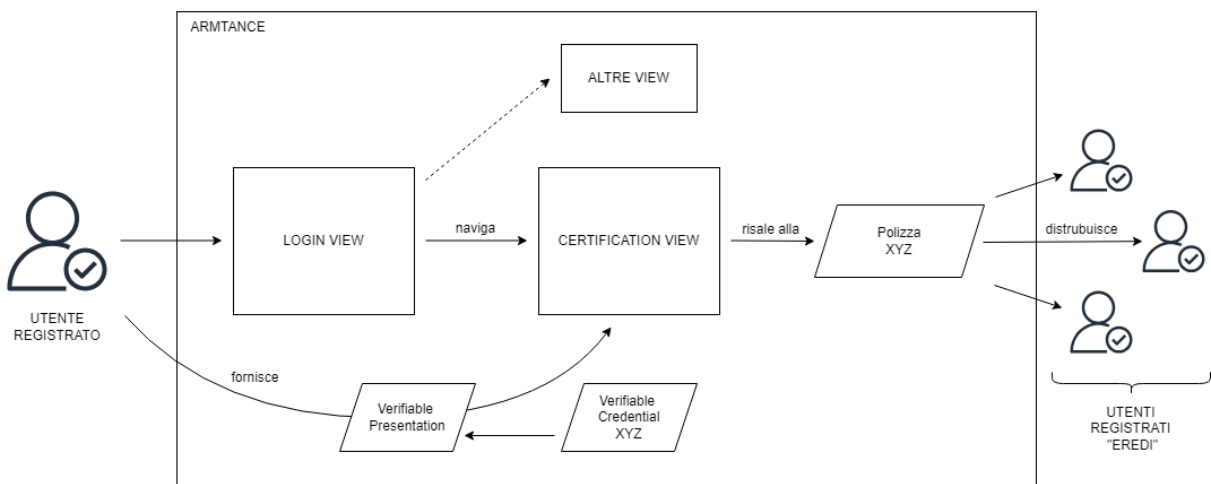 ARMTANCE
ALTRE VIEW
LOGIN VIEW
naviga
CERTIFICATION VIEW
risale alla
Polizza
XYZ
distrubuisce
UTENTE
REGISTRATO
fornisce
Verifiable
Presentation
Verifiable
Credential
XYZ
UTENTI
REGISTRATI
"EREDI"